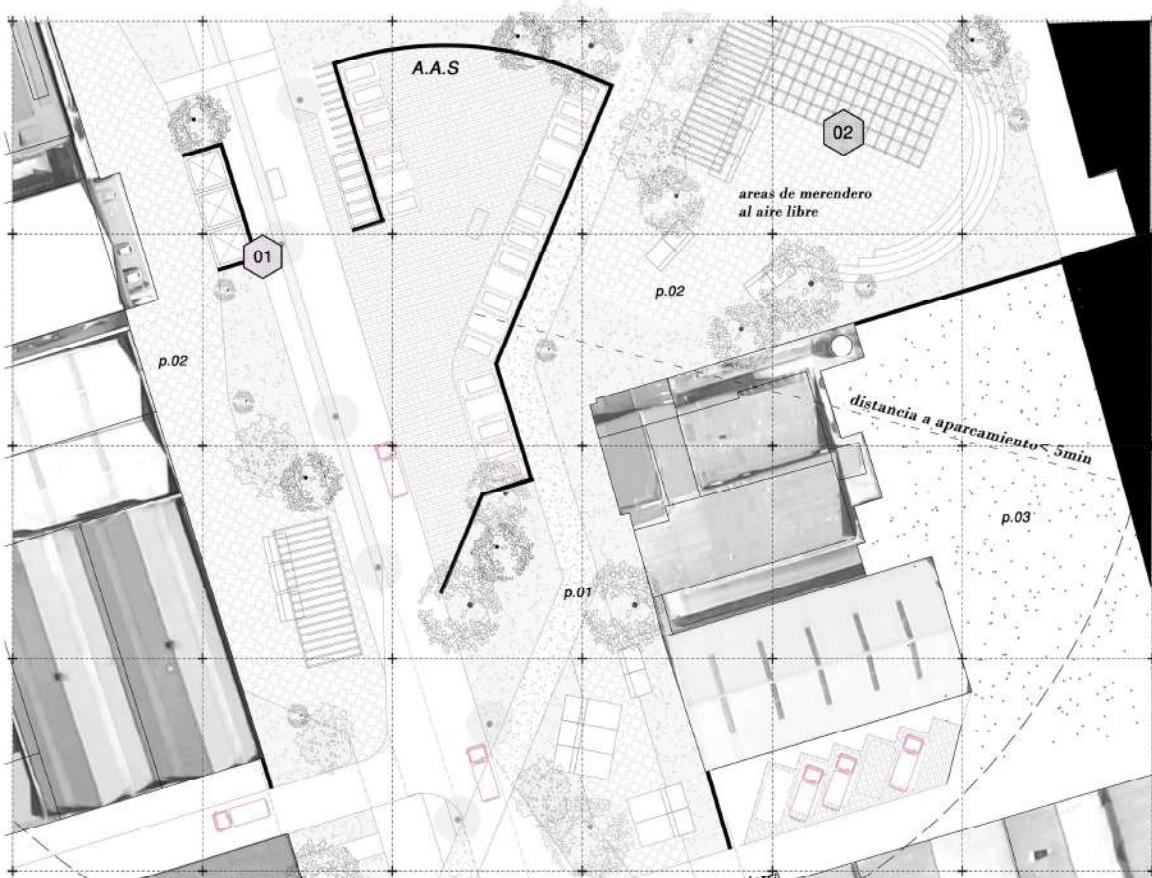 A.A.S
02
areas de merendero
al aire libre
01
p.02
p.02
distancia a aparcamiento< 5min
p.03
p.01